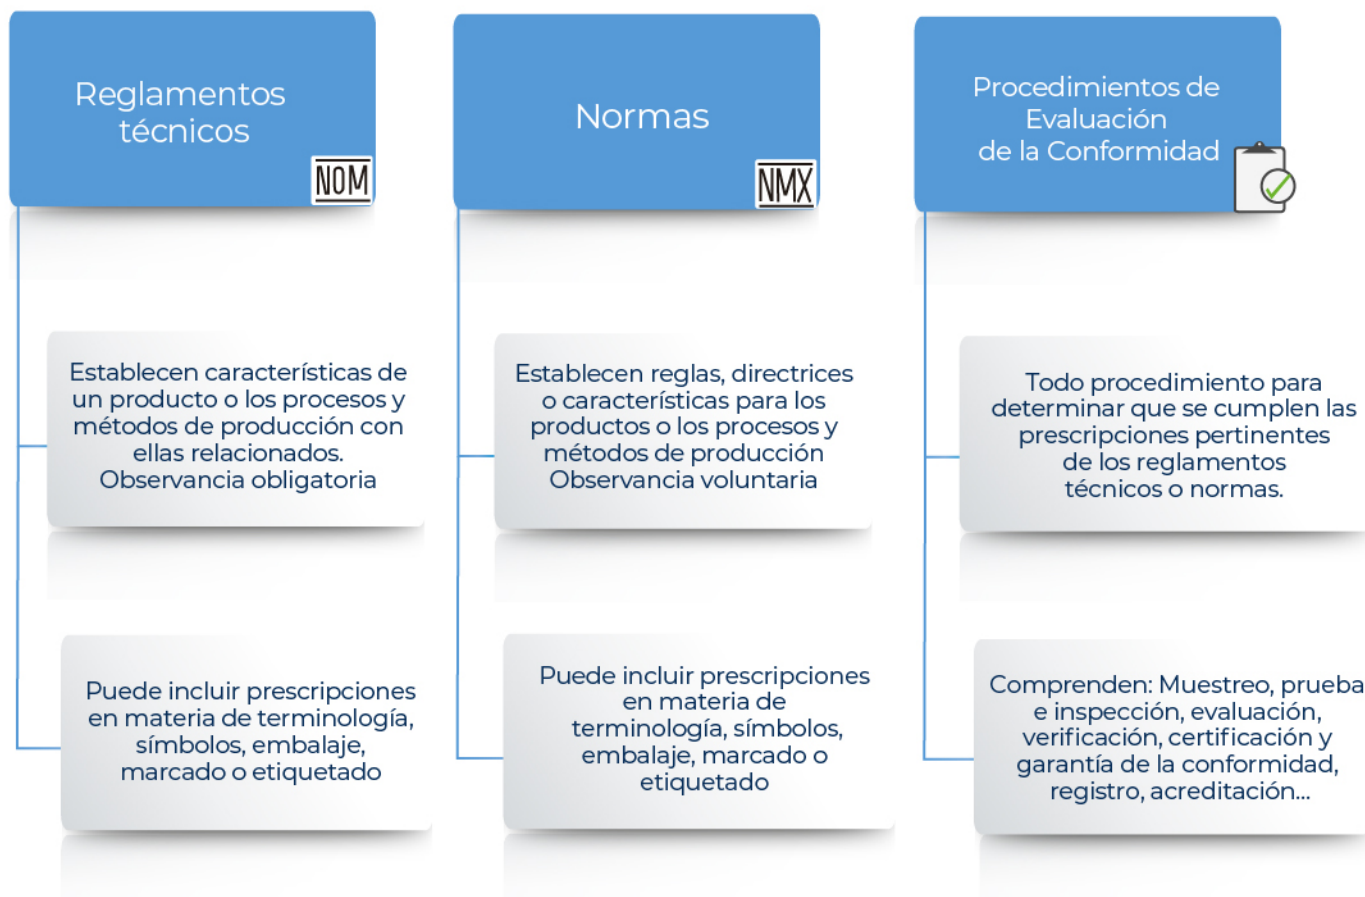 Reglamentos
técnicos
NOM
Establecen características de
un producto o los procesos y
métodos de producción con
ellas relacionados.
Observancia obligatoria
Puede incluir prescripciones
en materia de terminología,
símbolos, embalaje,
marcado o etiquetado
Normas
NMX
Establecen reglas, directrices
o características para los
productos o los procesos y
métodos de producción
Observancia voluntaria
Puede incluir prescripciones
en materia de
terminología, símbolos,
embalaje, marcado o
etiquetado
Procedimientos de
Evaluación
de la Conformidad
Todo procedimiento para
determinar que se cumplen las
prescripciones pertinentes
de los reglamentos
técnicos o normas.
Comprenden: Muestreo, prueba
e inspección, evaluación,
verificación, certificación y
garantía de la conformidad,
registro, acreditación...